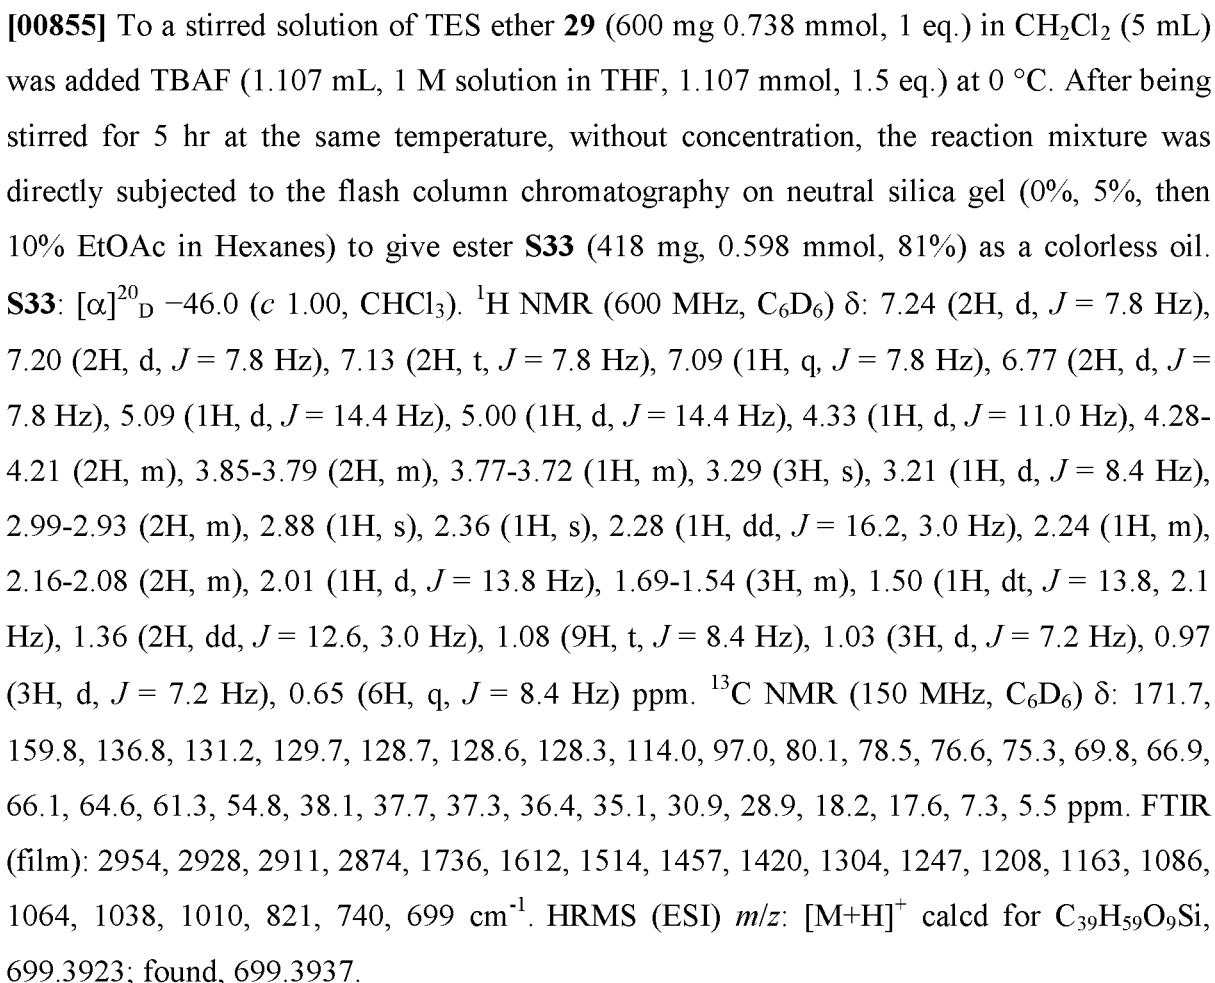 [00855] To a stirred solution of TES ether 29 (600 mg 0.738 mmol, 1 eq.) in CH₂Cl₂ (5 mL)
was added TBAF (1.107 mL, 1 M solution in THF, 1.107 mmol, 1.5 eq.) at 0 °C. After being
stirred for 5 hr at the same temperature, without concentration, the reaction mixture was
directly subjected to the flash column chromatography on neutral silica gel (0%, 5%, then
10% EtOAc in Hexanes) to give ester S33 (418 mg, 0.598 mmol, 81%) as a colorless oil.
S33: [α]²⁰D −46.0 (c 1.00, CHCl₃). ¹H NMR (600 MHz, C₆D₆) δ: 7.24 (2H, d, J = 7.8 Hz),
7.20 (2H, d, J = 7.8 Hz), 7.13 (2H, t, J = 7.8 Hz), 7.09 (1H, q, J = 7.8 Hz), 6.77 (2H, d, J =
7.8 Hz), 5.09 (1H, d, J = 14.4 Hz), 5.00 (1H, d, J = 14.4 Hz), 4.33 (1H, d, J = 11.0 Hz), 4.28-
4.21 (2H, m), 3.85-3.79 (2H, m), 3.77-3.72 (1H, m), 3.29 (3H, s), 3.21 (1H, d, J = 8.4 Hz),
2.99-2.93 (2H, m), 2.88 (1H, s), 2.36 (1H, s), 2.28 (1H, dd, J = 16.2, 3.0 Hz), 2.24 (1H, m),
2.16-2.08 (2H, m), 2.01 (1H, d, J = 13.8 Hz), 1.69-1.54 (3H, m), 1.50 (1H, dt, J = 13.8, 2.1
Hz), 1.36 (2H, dd, J = 12.6, 3.0 Hz), 1.08 (9H, t, J = 8.4 Hz), 1.03 (3H, d, J = 7.2 Hz), 0.97
(3H, d, J = 7.2 Hz), 0.65 (6H, q, J = 8.4 Hz) ppm. ¹³C NMR (150 MHz, C₆D₆) δ: 171.7,
159.8, 136.8, 131.2, 129.7, 128.7, 128.6, 128.3, 114.0, 97.0, 80.1, 78.5, 76.6, 75.3, 69.8, 66.9,
66.1, 64.6, 61.3, 54.8, 38.1, 37.7, 37.3, 36.4, 35.1, 30.9, 28.9, 18.2, 17.6, 7.3, 5.5 ppm. FTIR
(film): 2954, 2928, 2911, 2874, 1736, 1612, 1514, 1457, 1420, 1304, 1247, 1208, 1163, 1086,
1064, 1038, 1010, 821, 740, 699 cm⁻¹. HRMS (ESI) m/z: [M+H]⁺ calcd for C₃₉H₅₉O₉Si,
699.3923; found, 699.3937.